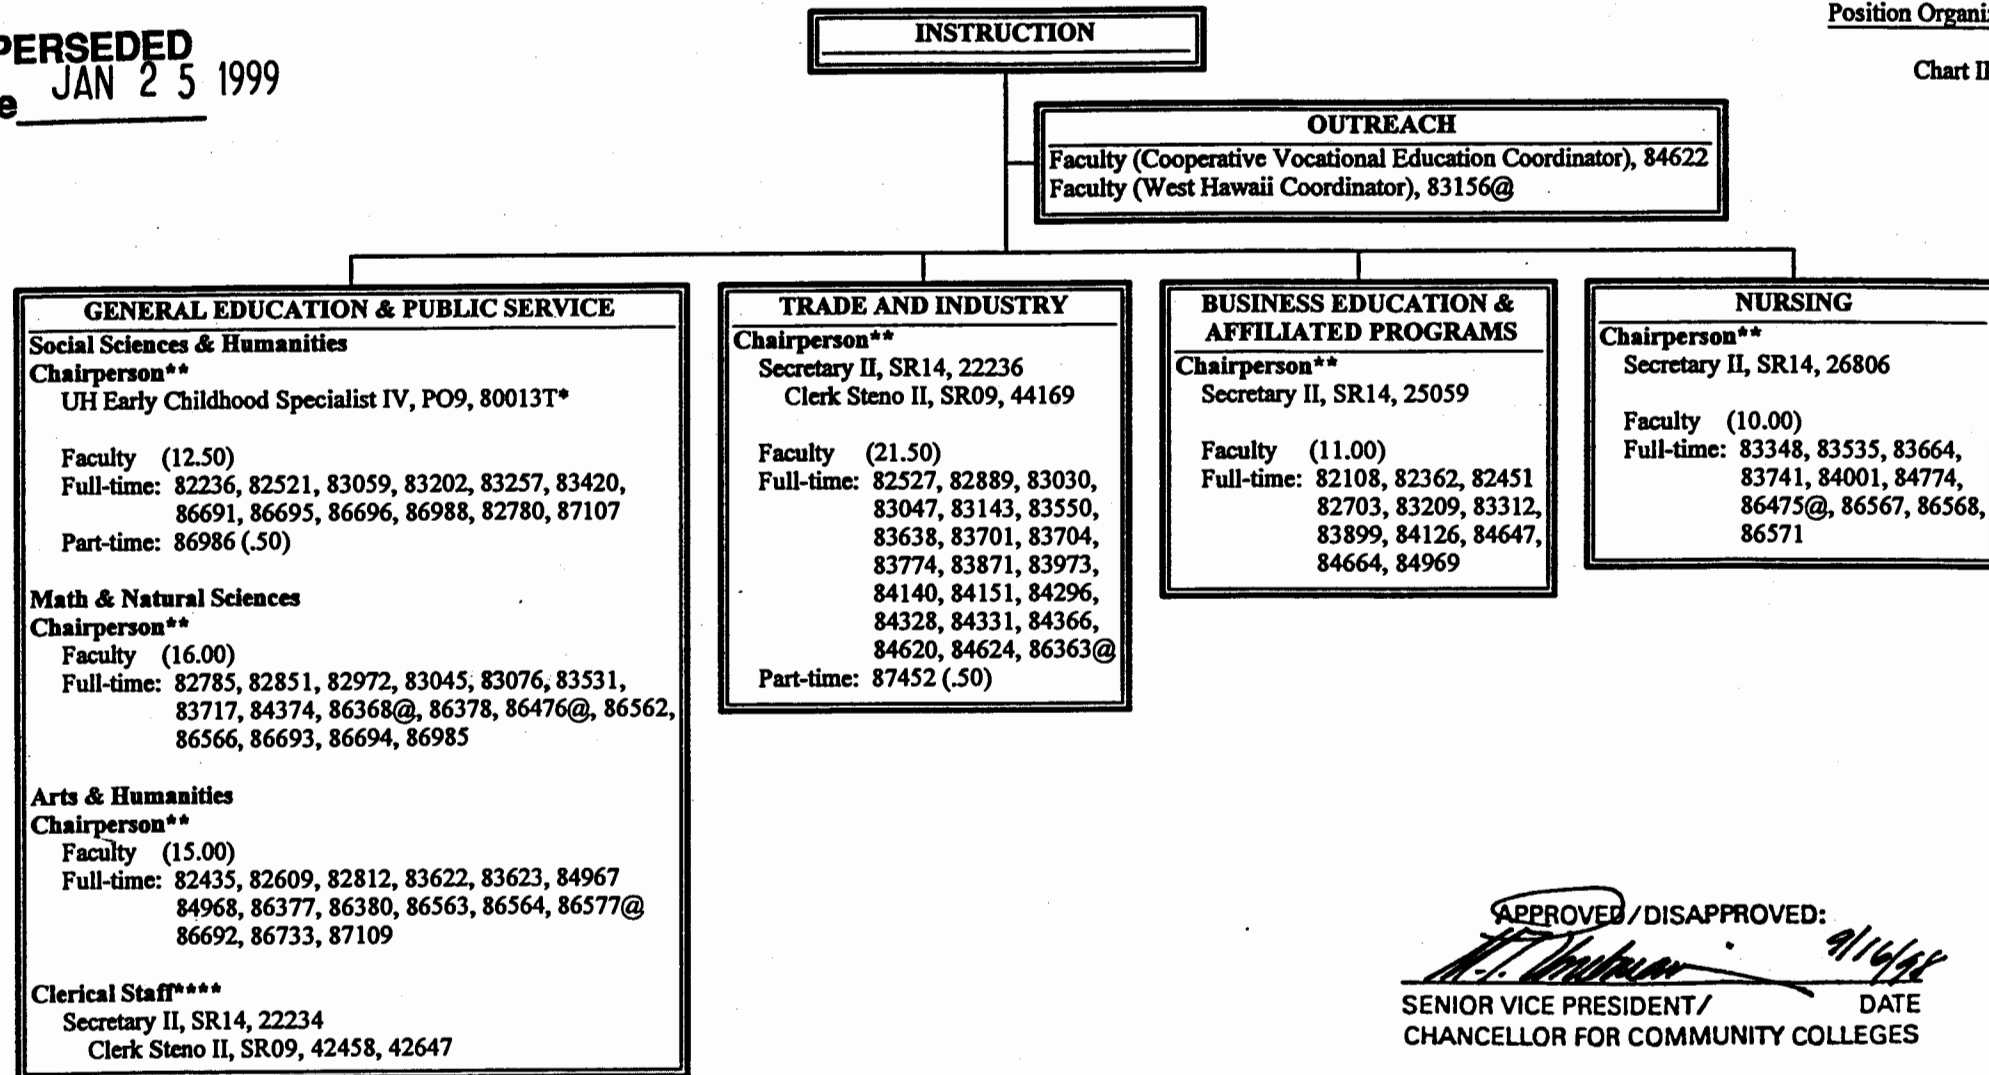 PERSEDED
JAN 2 5 1999
e
Position Organi
Chart II
INSTRUCTION
OUTREACH
Faculty (Cooperative Vocational Education Coordinator), 84622
Faculty (West Hawaii Coordinator), 83156@
GENERAL EDUCATION & PUBLIC SERVICE
Social Sciences & Humanities
Chairperson**
UH Early Childhood Specialist IV, PO9, 80013T*
Faculty (12.50)
Full-time: 82236, 82521, 83059, 83202, 83257, 83420,
86691, 86695, 86696, 86988, 82780, 87107
Part-time: 86986 (.50)
Math & Natural Sciences
Chairperson**
Faculty (16.00)
Full-time: 82785, 82851, 82972, 83045, 83076, 83531,
83717, 84374, 86368@, 86378, 86476@, 86562,
86566, 86693, 86694, 86985
Arts & Humanities
Chairperson**
Faculty (15.00)
Full-time: 82435, 82609, 82812, 83622, 83623, 84967
84968, 86377, 86380, 86563, 86564, 86577@
86692, 86733, 87109
Clerical Staff****
Secretary II, SR14, 22234
Clerk Steno II, SR09, 42458, 42647
TRADE AND INDUSTRY
Chairperson**
Secretary II, SR14, 22236
Clerk Steno II, SR09, 44169
Faculty (21.50)
Full-time: 82527, 82889, 83030,
83047, 83143, 83550,
83638, 83701, 83704,
83774, 83871, 83973,
84140, 84151, 84296,
84328, 84331, 84366,
84620, 84624, 86363@
Part-time: 87452 (.50)
BUSINESS EDUCATION &
AFFILIATED PROGRAMS
Chairperson**
Secretary II, SR14, 25059
Faculty (11.00)
Full-time: 82108, 82362, 82451
82703, 83209, 83312,
83899, 84126, 84647,
84664, 84969
NURSING
Chairperson**
Secretary II, SR14, 26806
Faculty (10.00)
Full-time: 83348, 83535, 83664,
83741, 84001, 84774,
86475@, 86567, 86568,
86571
APPROVED/DISAPPROVED:
9/16/98
SENIOR VICE PRESIDENT/ DATE
CHANCELLOR FOR COMMUNITY COLLEGES